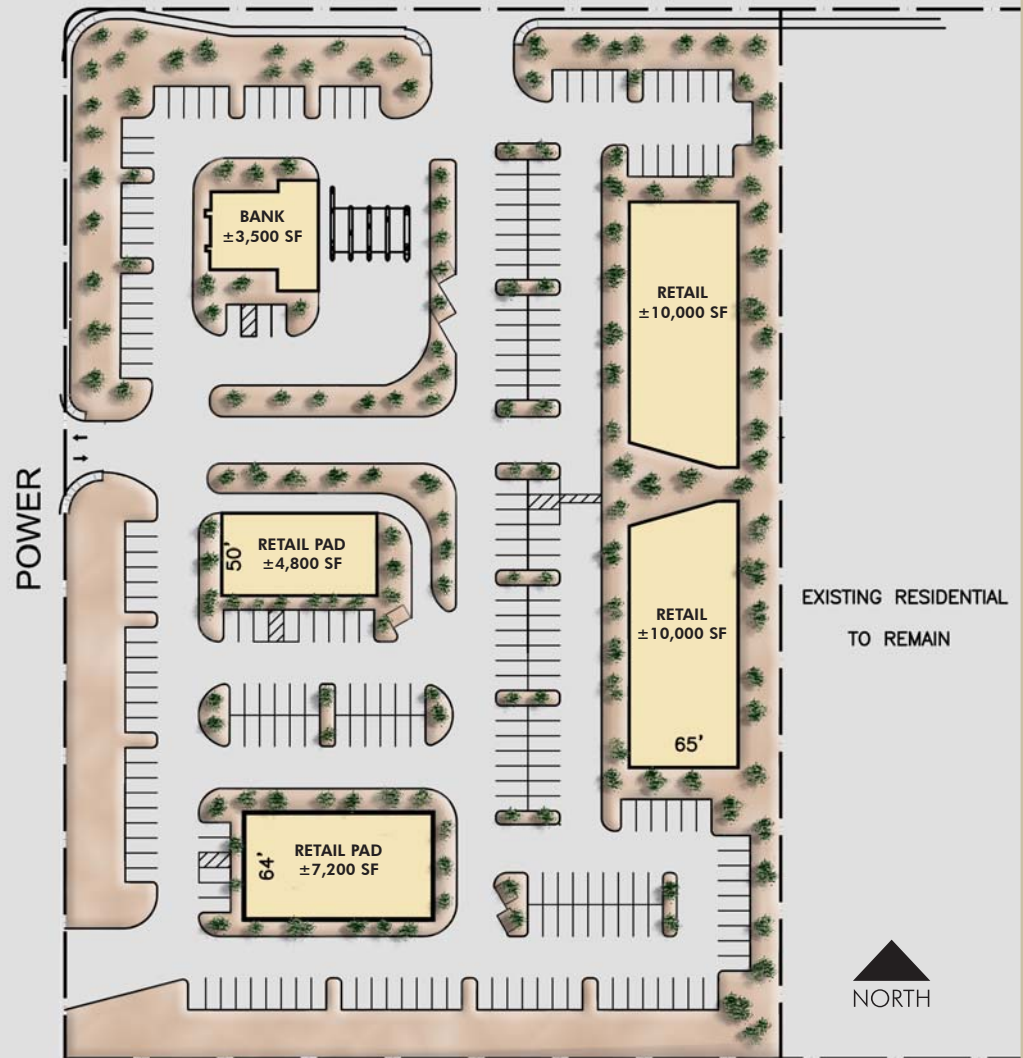 BANK
±3,500 SF
RETAIL
±10,000 SF
POWER
50'
RETAIL PAD
±4,800 SF
EXISTING RESIDENTIAL
TO REMAIN
RETAIL
±10,000 SF
65'
64'
RETAIL PAD
±7,200 SF
NORTH